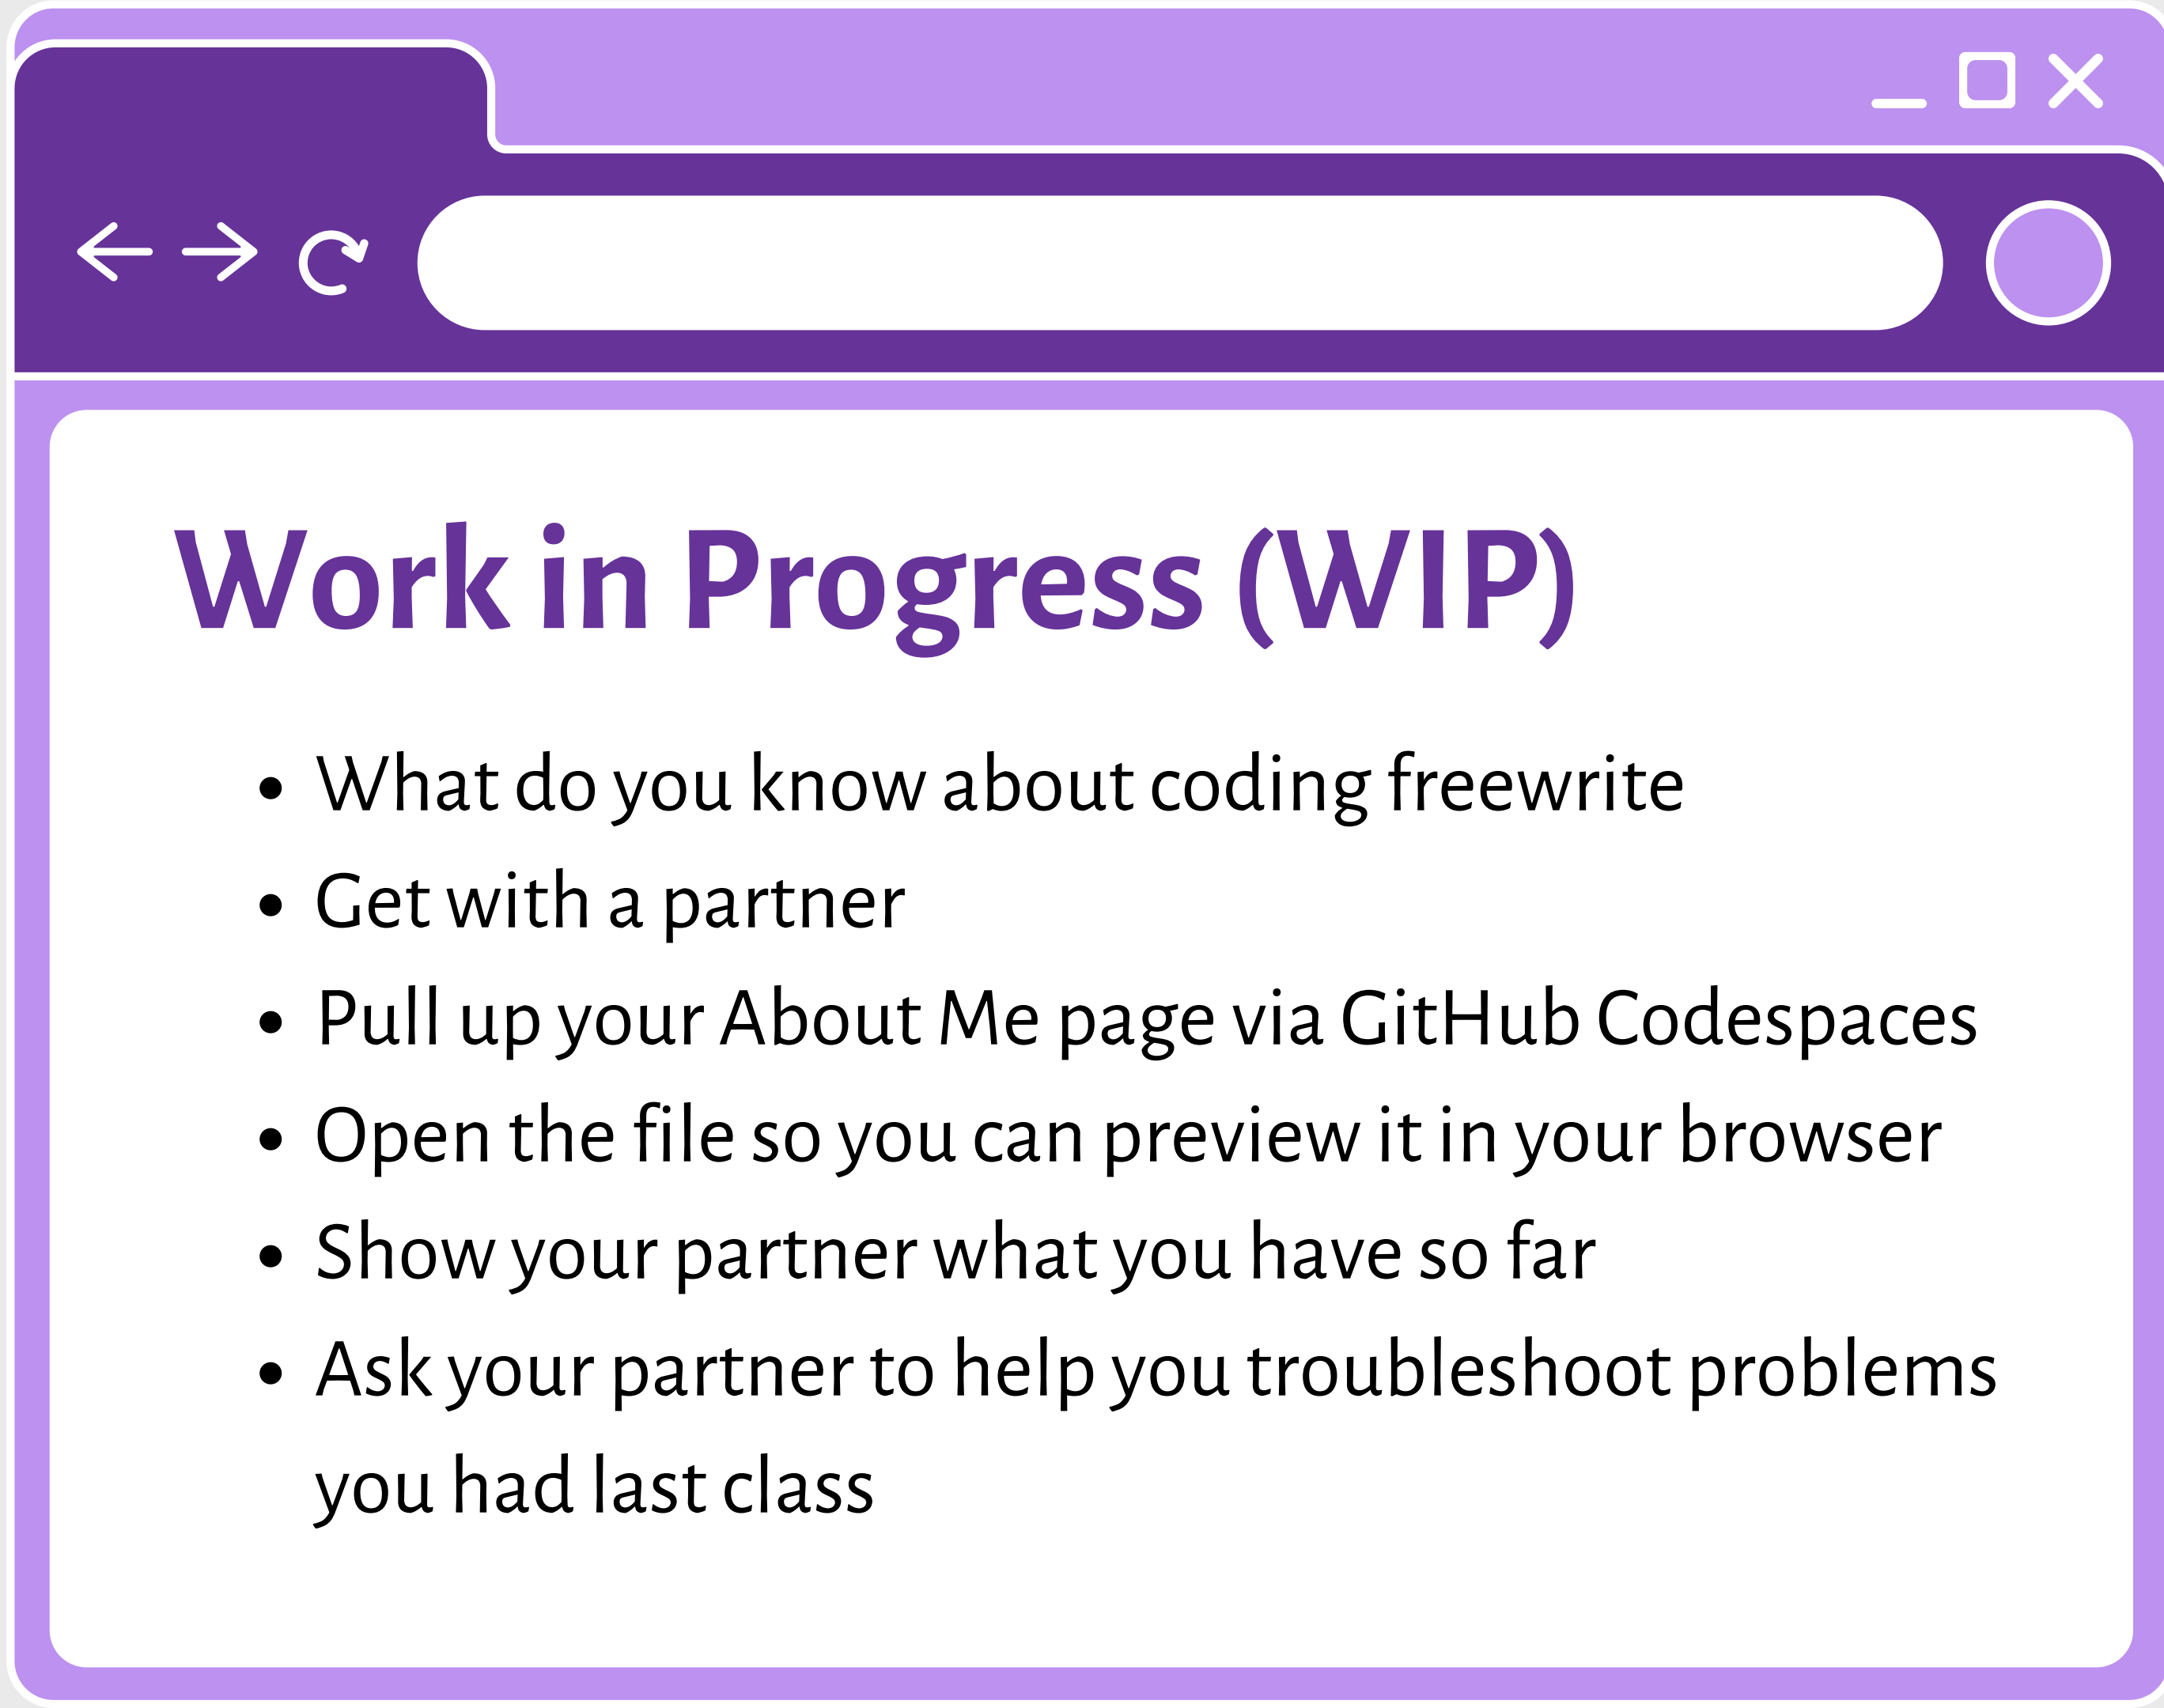 Work in Progress (WIP)
• What do you know about coding freewrite
• Get with a partner
• Pull up your About Me page via GitHub Codespaces
• Open the file so you can preview it in your browser
• Show your partner what you have so far
• Ask your partner to help you troubleshoot problems
you had last class